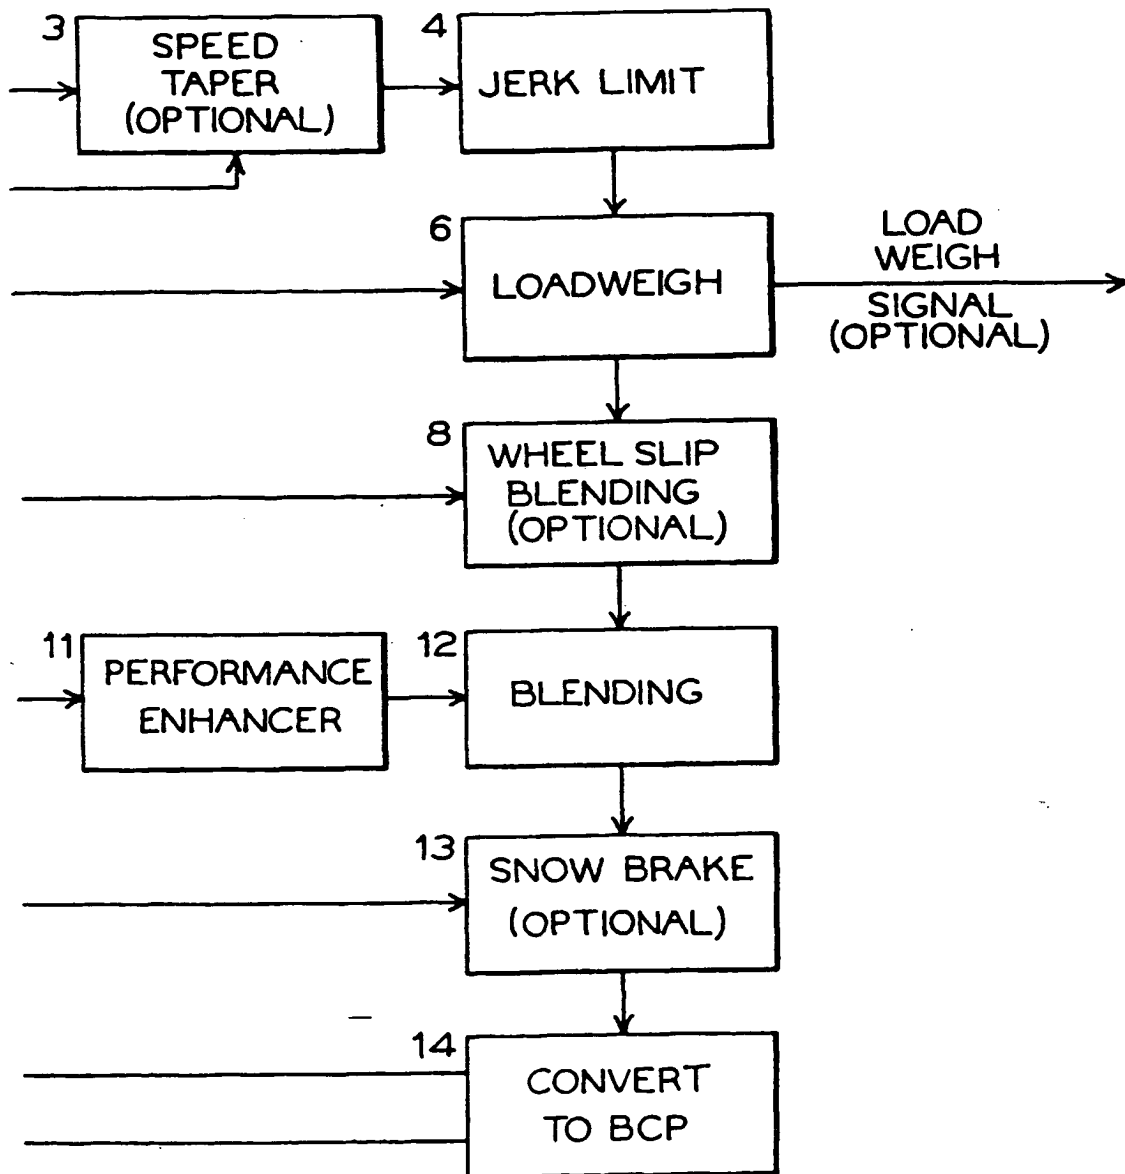 3
SPEED
TAPER
(OPTIONAL)
4
JERK LIMIT
6
LOADWEIGH
LOAD
WEIGH
SIGNAL
(OPTIONAL)
8
WHEEL SLIP
BLENDING
(OPTIONAL)
11
PERFORMANCE
ENHANCER
12
BLENDING
13
SNOW BRAKE
(OPTIONAL)
14
CONVERT
TO BCP